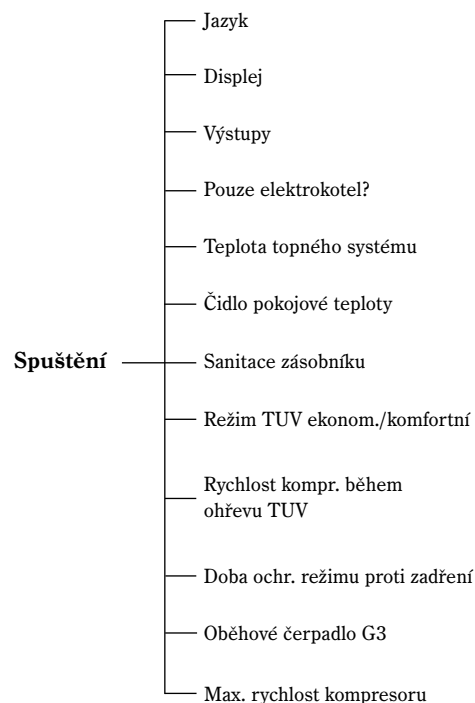 Jazyk
Displej
Výstupy
Pouze elektrokotel?
Teplota topného systému
Čidlo pokojové teploty
Spuštění
Sanitace zásobníku
Režim TUV ekonom./komfortní
Rychlost kompr. během
ohřevu TUV
Doba ochr. režimu proti zadření
Oběhové čerpadlo G3
Max. rychlost kompresoru